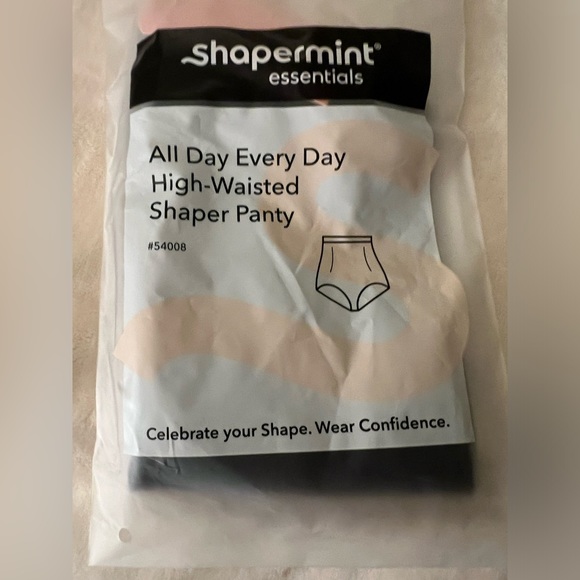 Shapermint®
essentials
All Day Every Day
High-Waisted
Shaper Panty
#54008
Celebrate your Shape. Wear Confidence.